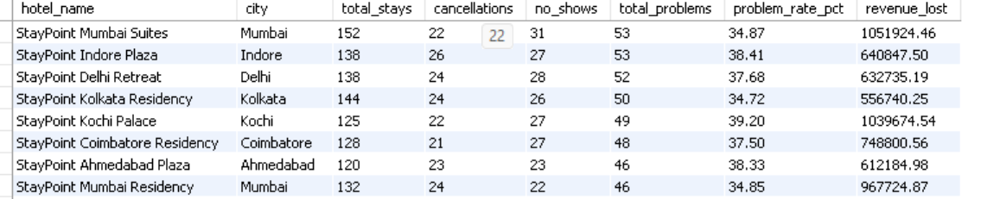 hotel_name city total_stays cancellations no_shows total_problems problem_rate_pct revenue_lost
StayPoint Mumbai Suites Mumbai 152 22 22 31 53 34.87 1051924.46
StayPoint Indore Plaza Indore 138 26 27 53 38.41 640847.50
StayPoint Delhi Retreat Delhi 138 24 28 52 37.68 632735.19
StayPoint Kolkata Residency Kolkata 144 24 26 50 34.72 556740.25
StayPoint Kochi Palace Kochi 125 22 27 49 39.20 1039674.54
StayPoint Coimbatore Residency Coimbatore 128 21 27 48 37.50 748800.56
StayPoint Ahmedabad Plaza Ahmedabad 120 23 23 46 38.33 612184.98
StayPoint Mumbai Residency Mumbai 132 24 22 46 34.85 967724.87